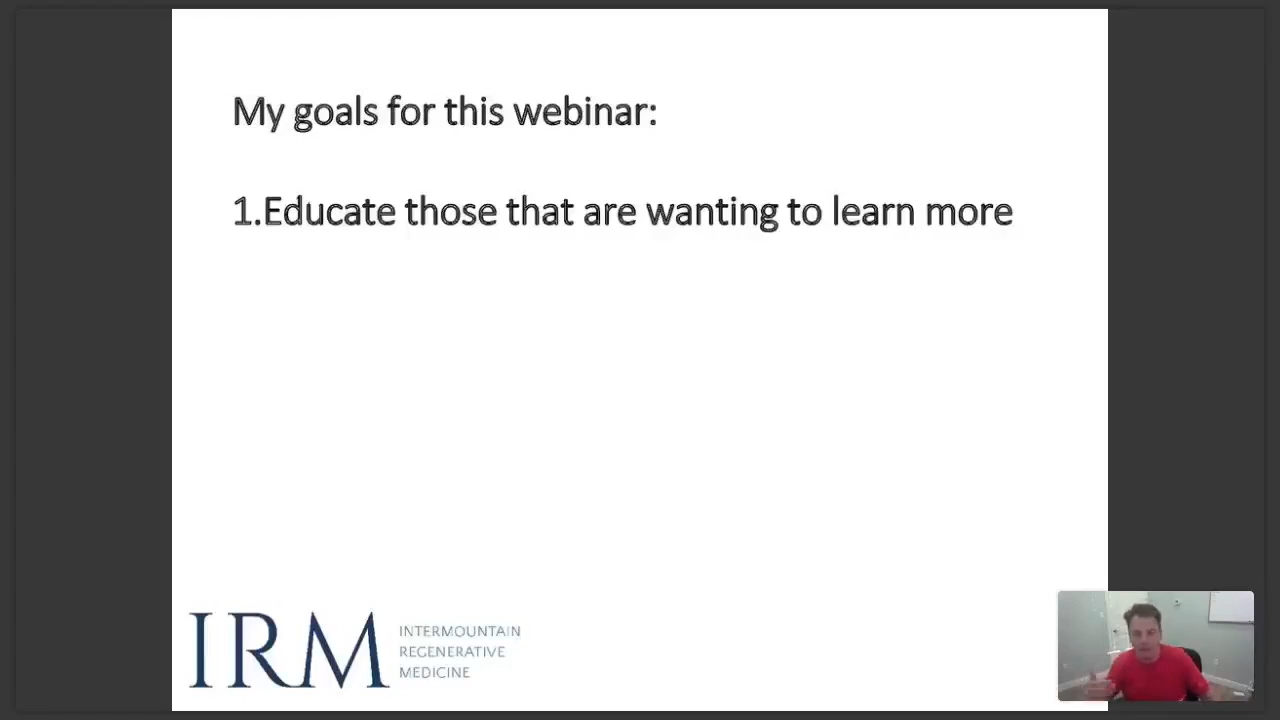 My goals for this webinar:
1.Educate those that are wanting to learn more
IRM
INTERMOUNTAIN
REGENERATIVE
MEDICINE